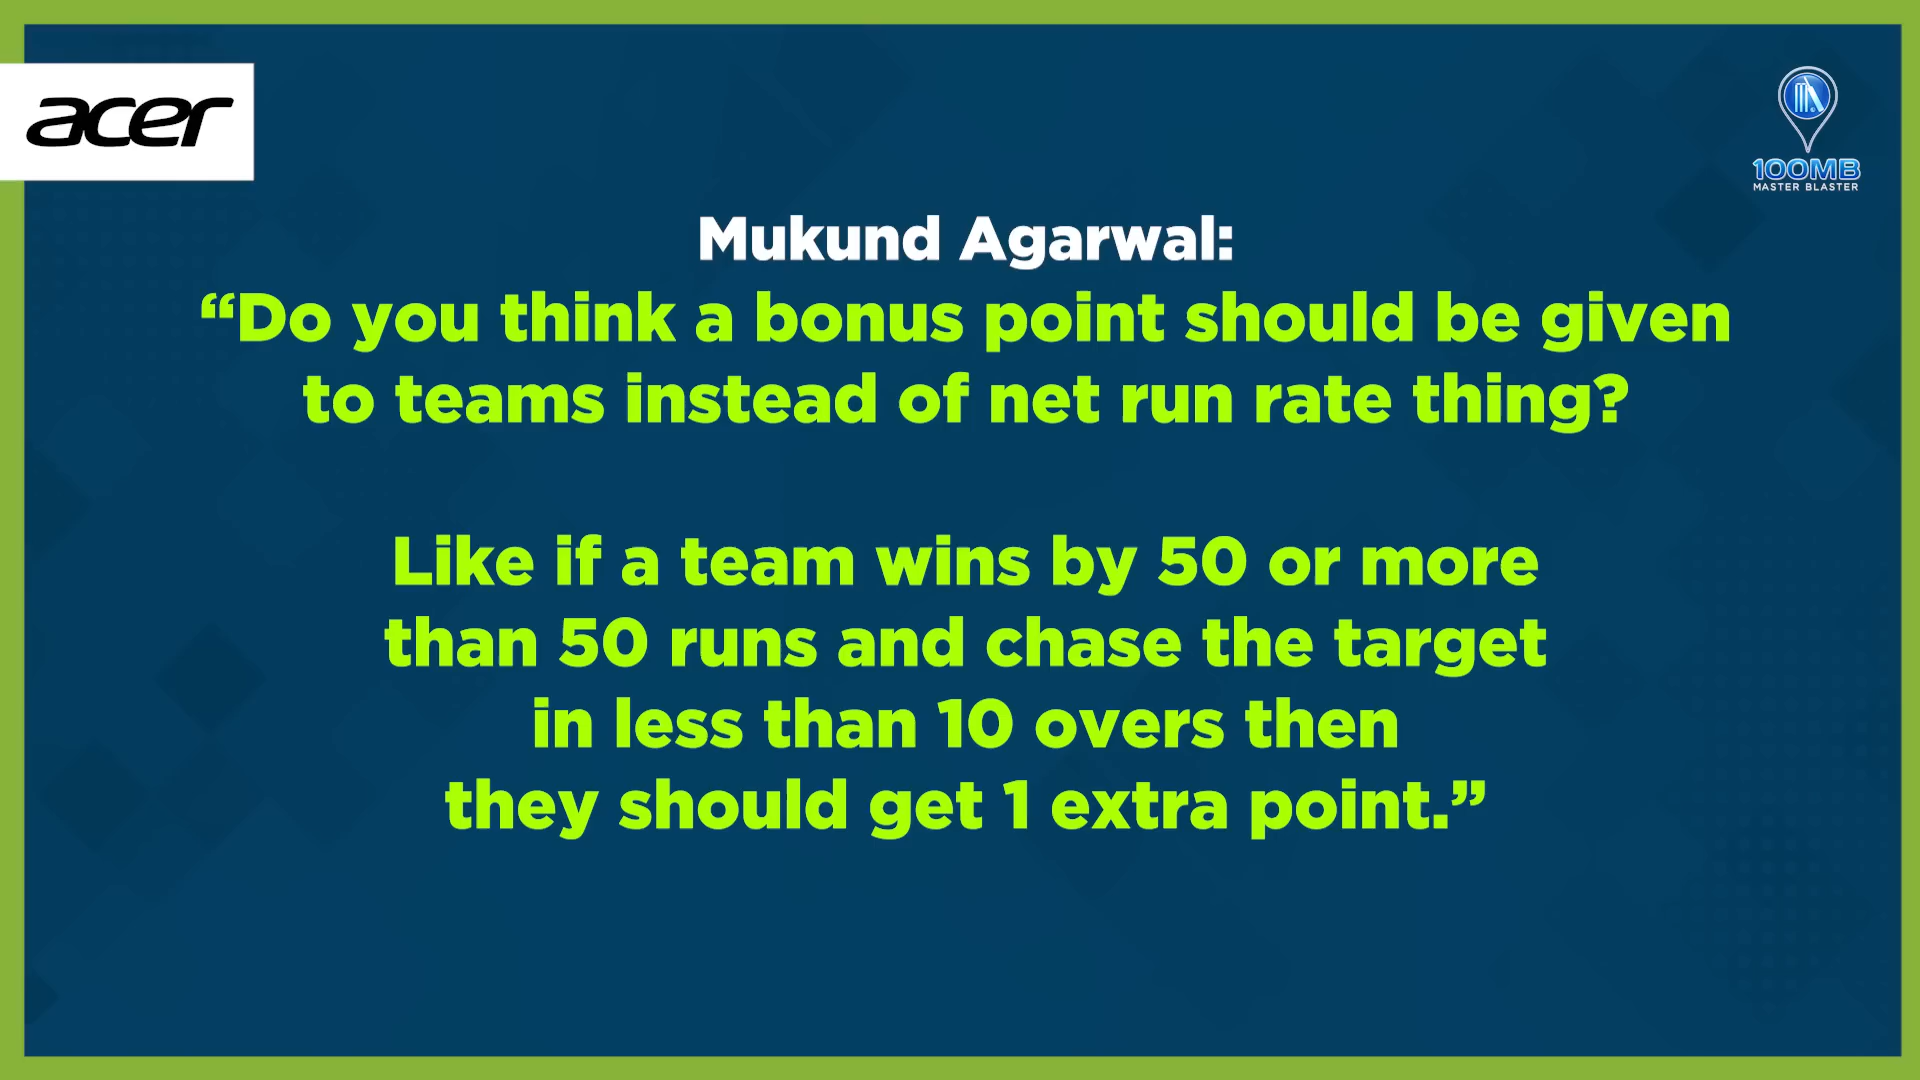 acer
100MB
MASTER BLASTER
Mukund Agarwal:
“Do you think a bonus point should be given
to teams instead of net run rate thing?
Like if a team wins by 50 or more
than 50 runs and chase the target
in less than 10 overs then
they should get 1 extra point.”